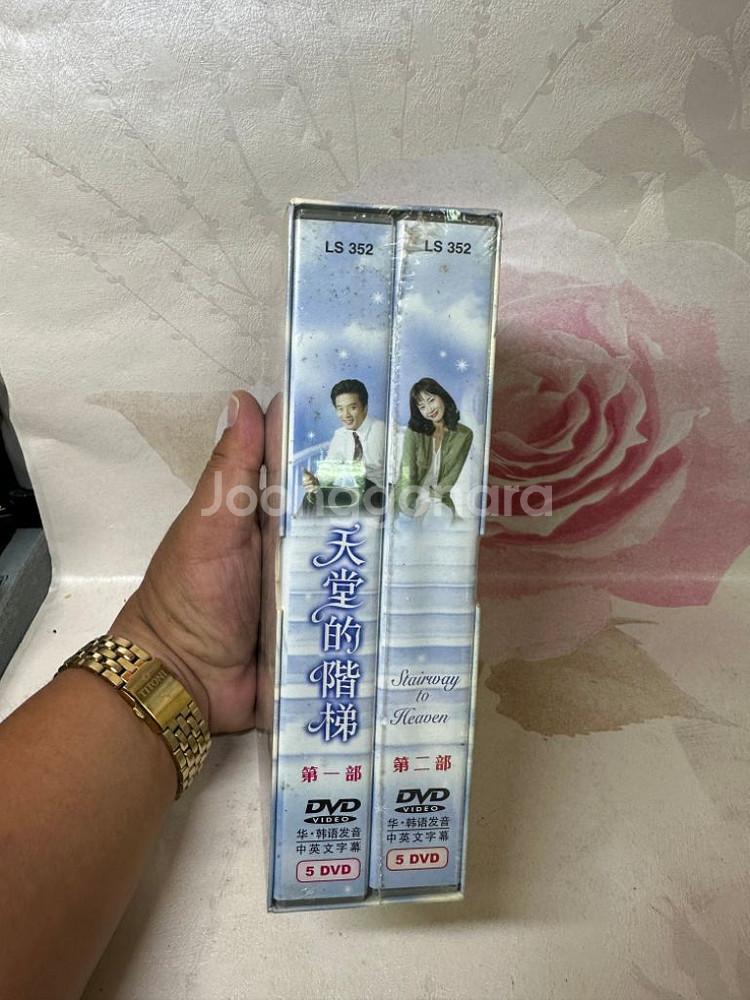 LS 352
LS 352
Joonggonara
天堂的階梯
Stairway
to
Heaven
第一部
第二部
DVD
VIDEO
华·韩语发音
中英文字幕
5 DVD
DVD
VIDEO
华·韩语发音
中英文字幕
5 DVD
TITONI